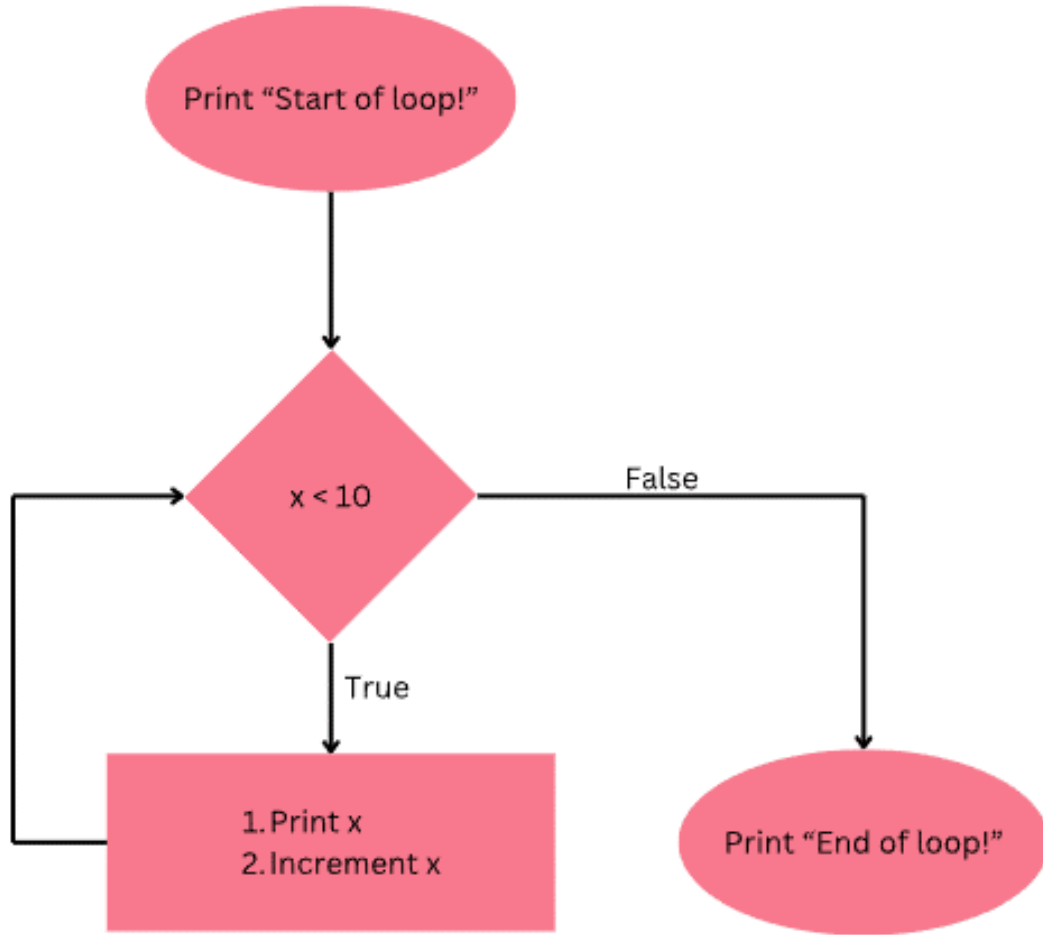 Print “Start of loop!”
x < 10
False
True
1. Print x
2. Increment x
Print “End of loop!”